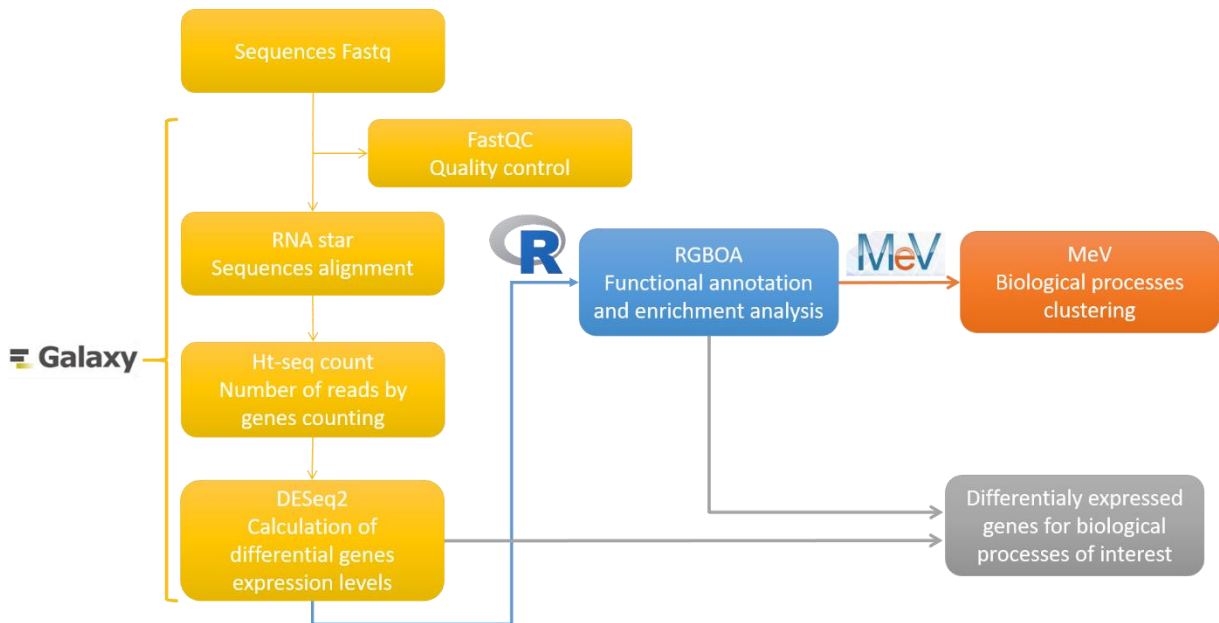 Sequences Fastq
FastQC
Quality control
RNA star
Sequences alignment
Galaxy
Ht-seq count
Number of reads by
genes counting
DESeq2
Calculation of
differential genes
expression levels
R
RGBOA
Functional annotation
and enrichment analysis
MeV
MeV
Biological processes
clustering
Differentialy expressed
genes for biological
processes of interest